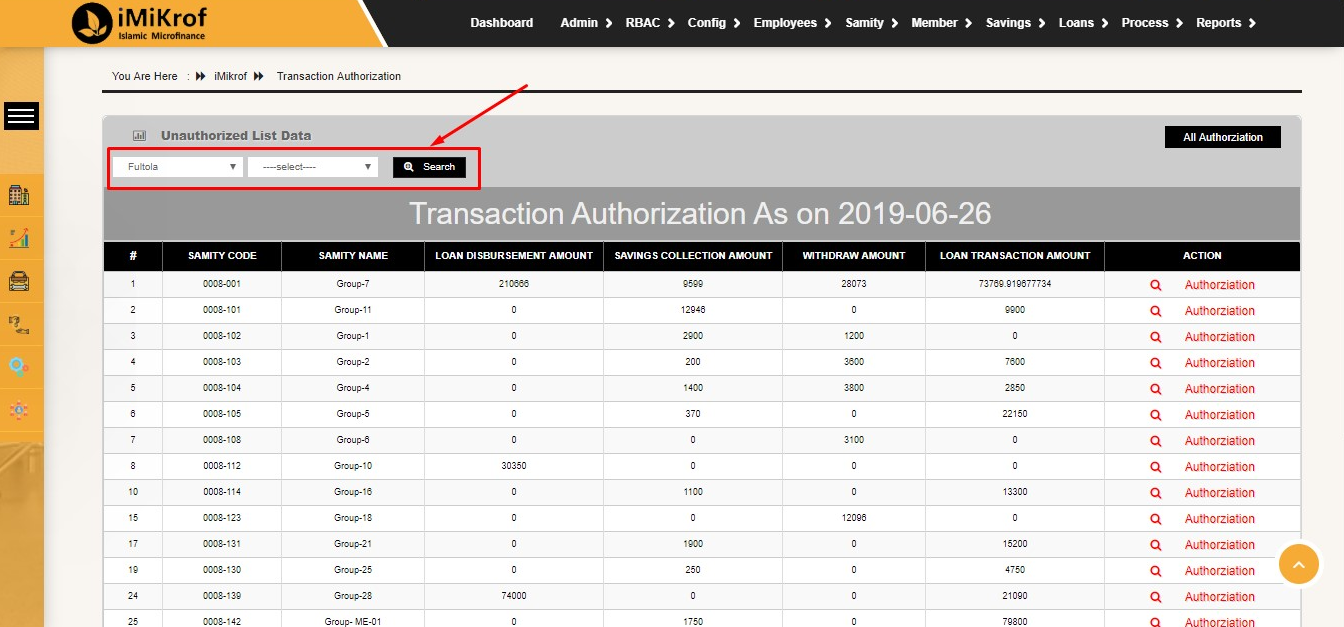 iMiKrof
Islamic Microfinance
Dashboard Admin RBAC Config Employees Samity Member Savings Loans Process Reports
You Are Here : iMikrof Transaction Authorization
Unauthorized List Data
All Authorziation
Fultola ----select---- Search
Transaction Authorization As on 2019-06-26
# SAMITY CODE SAMITY NAME LOAN DISBURSEMENT AMOUNT SAVINGS COLLECTION AMOUNT WITHDRAW AMOUNT LOAN TRANSACTION AMOUNT ACTION
1 0008-001 Group-7 210666 9599 28073 73769.919677734 Authorziation
2 0008-101 Group-11 0 12946 0 9900 Authorziation
3 0008-102 Group-1 0 2900 1200 0 Authorziation
4 0008-103 Group-2 0 200 3600 7600 Authorziation
5 0008-104 Group-4 0 1400 3800 2850 Authorziation
6 0008-105 Group-5 0 370 0 22150 Authorziation
7 0008-108 Group-6 0 0 3100 0 Authorziation
8 0008-112 Group-10 30350 0 0 0 Authorziation
10 0008-114 Group-16 0 1100 0 13300 Authorziation
15 0008-123 Group-18 0 0 12096 0 Authorziation
17 0008-131 Group-21 0 1900 0 15200 Authorziation
19 0008-130 Group-25 0 250 0 4750 Authorziation
24 0008-139 Group-28 74000 0 0 21090 Authorziation
25 0008-142 Group- ME-01 0 1750 0 79800 Authorziation